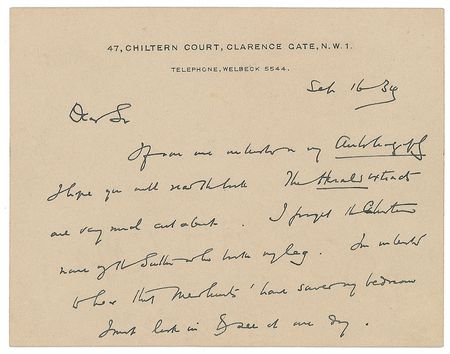 47, CHILTERN COURT, CLARENCE GATE, N.W.1.
TELEPHONE, WELBECK 5544.
Sep 16 34
Dear Sir
If you are interested in my Autobiography
I hope you will read the book. The Herald extracts
are very much cut about. I forget the Christian
name of the Sutton who broke my leg. I'm interested
to hear that Merchants' have my bedroom
I must look in & see it one day.